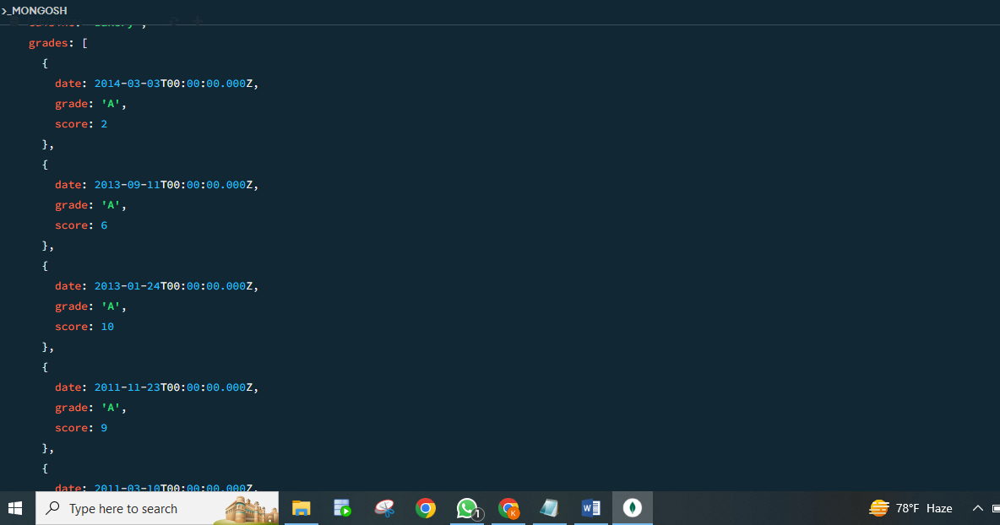 >_MONGOSH
grades: [
{
date: 2014-03-03T00:00:00.000Z,
grade: 'A',
score: 2
},
{
date: 2013-09-11T00:00:00.000Z,
grade: 'A',
score: 6
},
{
date: 2013-01-24T00:00:00.000Z,
grade: 'A',
score: 10
},
{
date: 2011-11-23T00:00:00.000Z,
grade: 'A',
score: 9
},
{
date: 2011-03-10T00:00:00.000Z,
Type here to search
1
K
W
78°F Haze